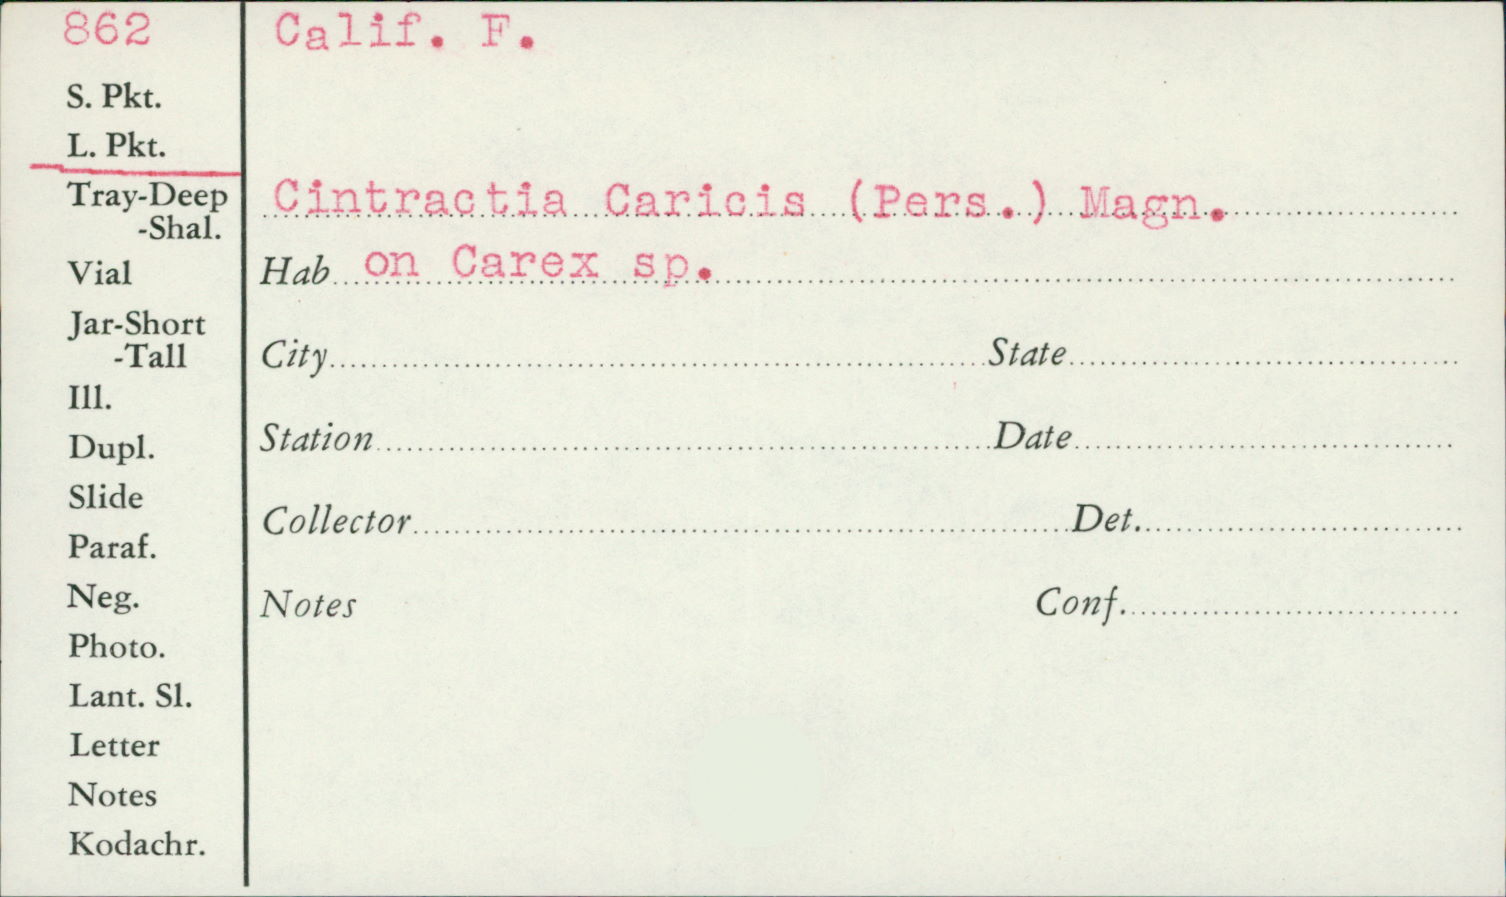 862
Calif. F.
S. Pkt.
L. Pkt.
Tray-Deep
-Shal.
Vial
Jar-Short
-Tall
Ill.
Dupl.
Slide
Paraf.
Neg.
Photo.
Lant. Sl.
Letter
Notes
Kodachr.
Cintractia Caricis (Pers.) Magn.
Hab on Carex sp.
City State
Station Date
Collector Det.
Notes Conf.